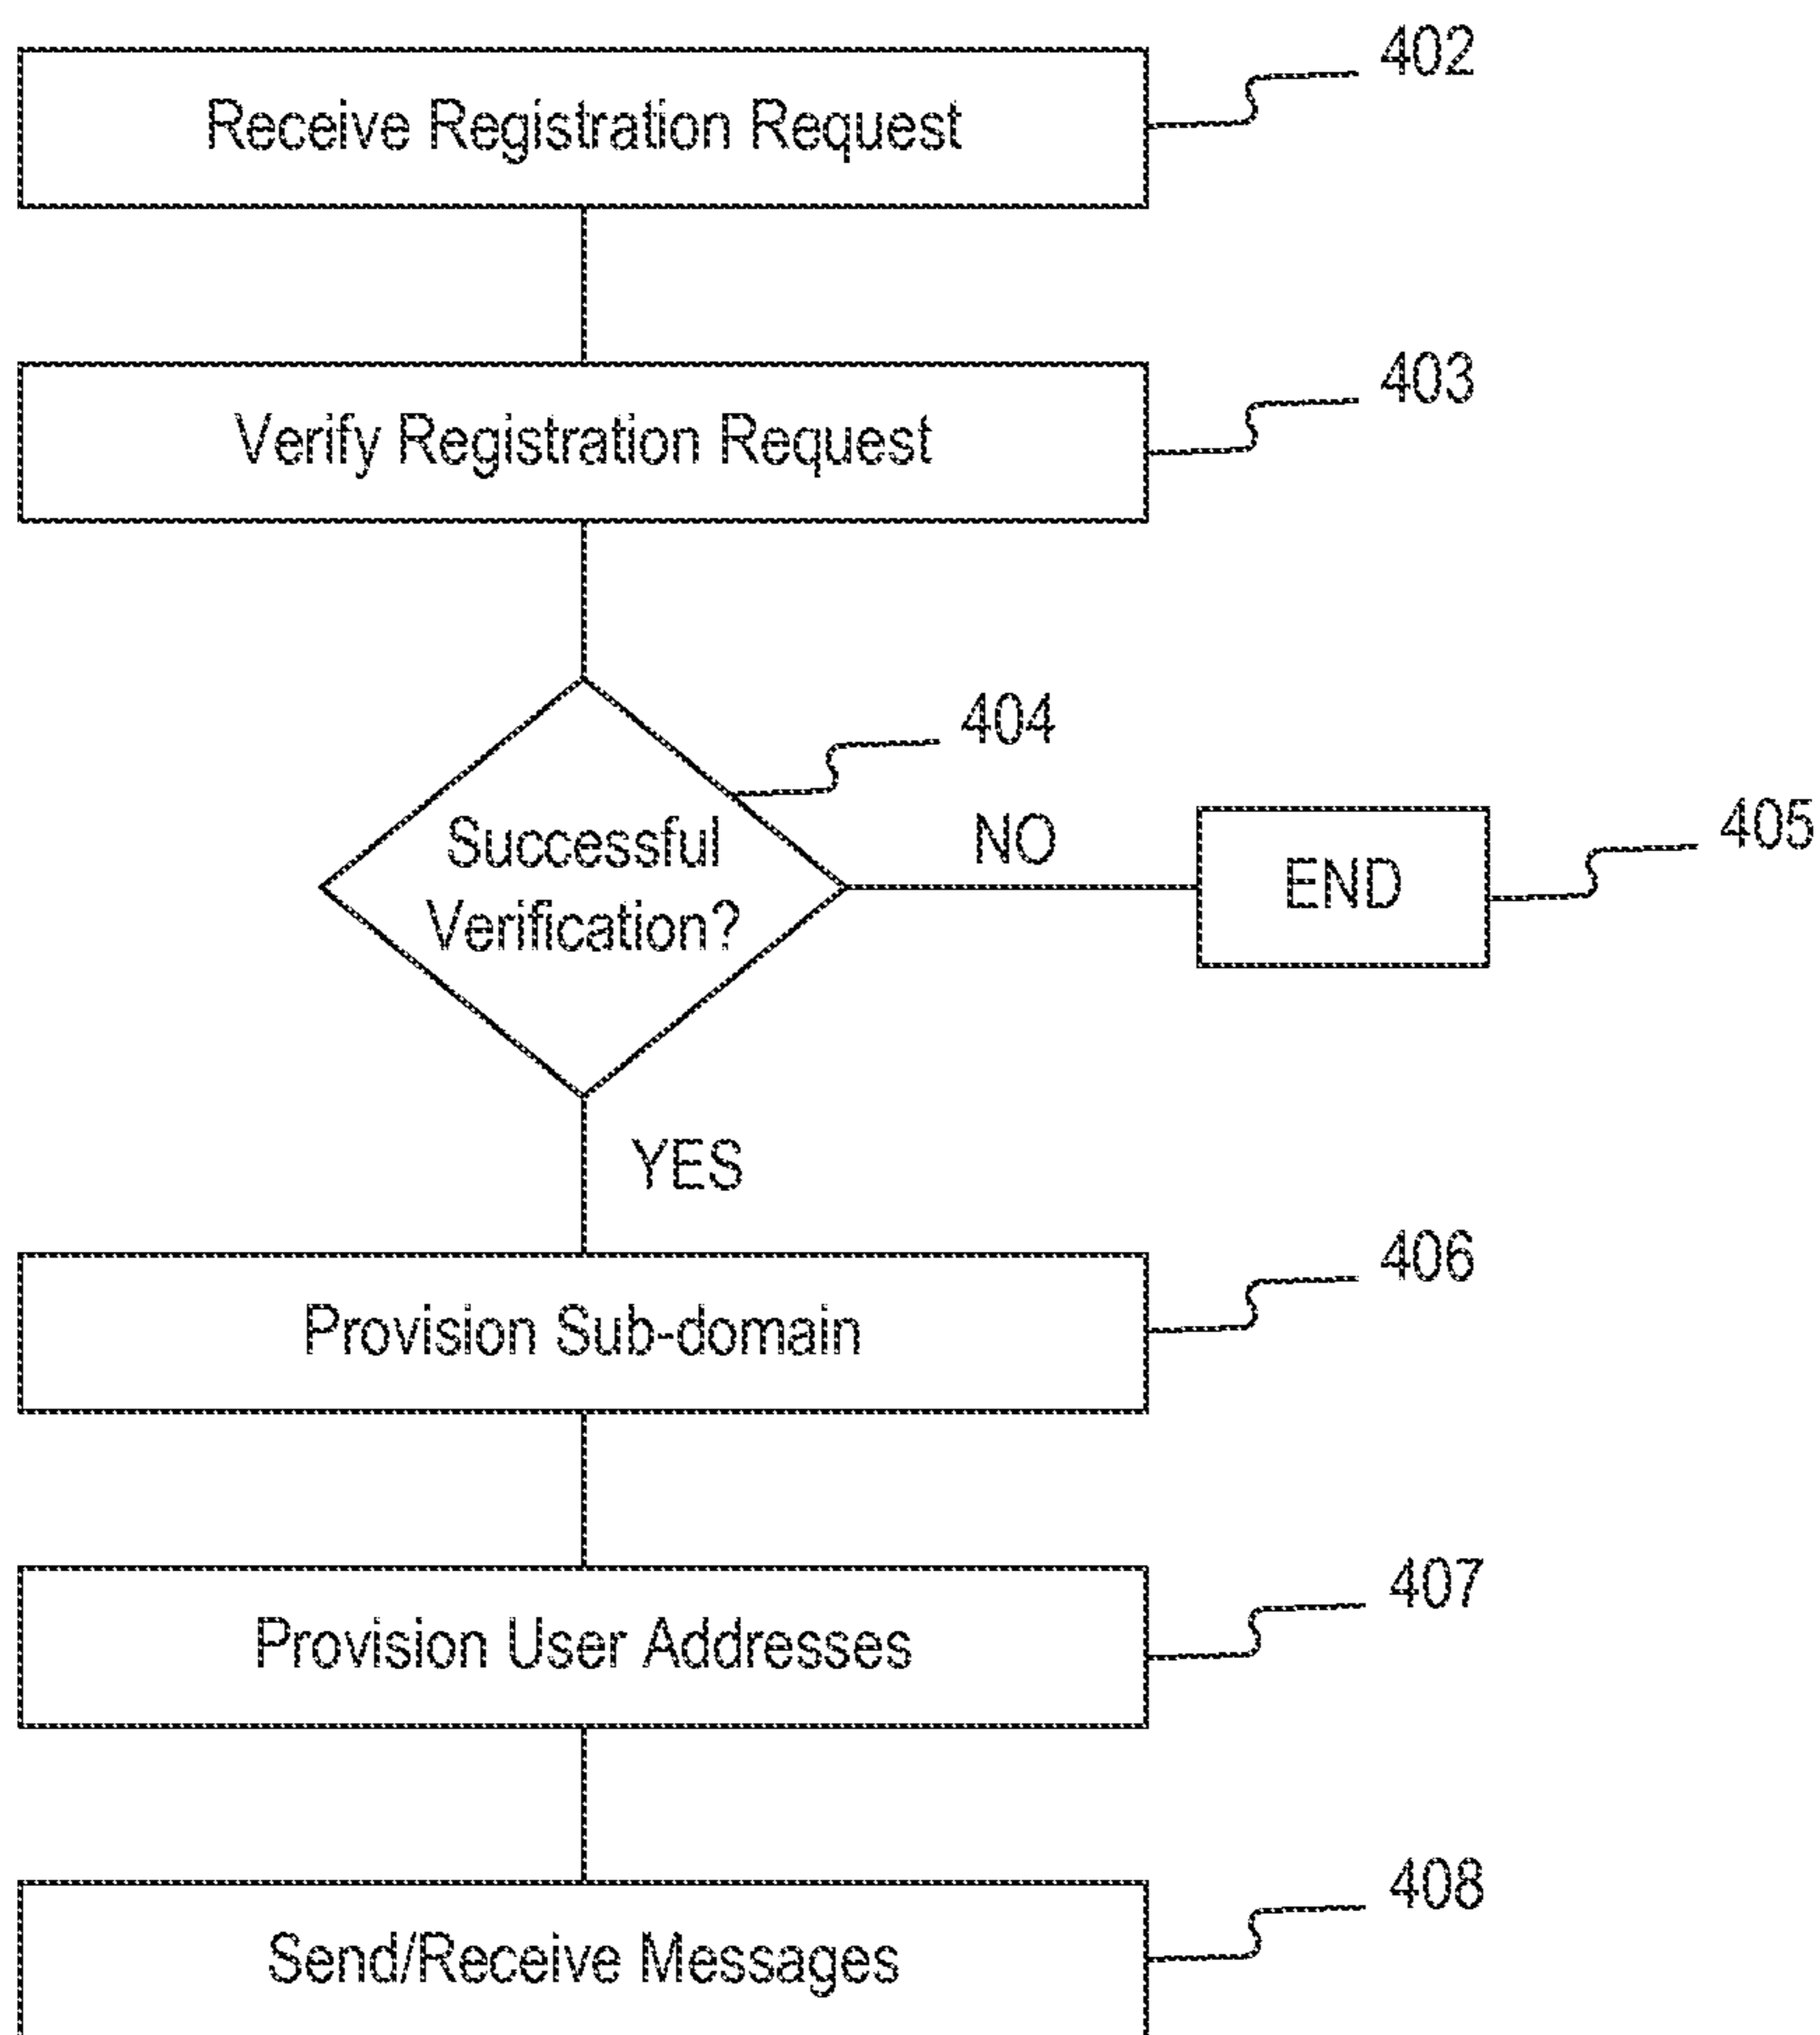 402
Receive Registration Request
403
Verify Registration Request
404
Successful
Verification?
NO
END
405
YES
406
Provision Sub-domain
407
Provision User Addresses
408
Send/Receive Messages